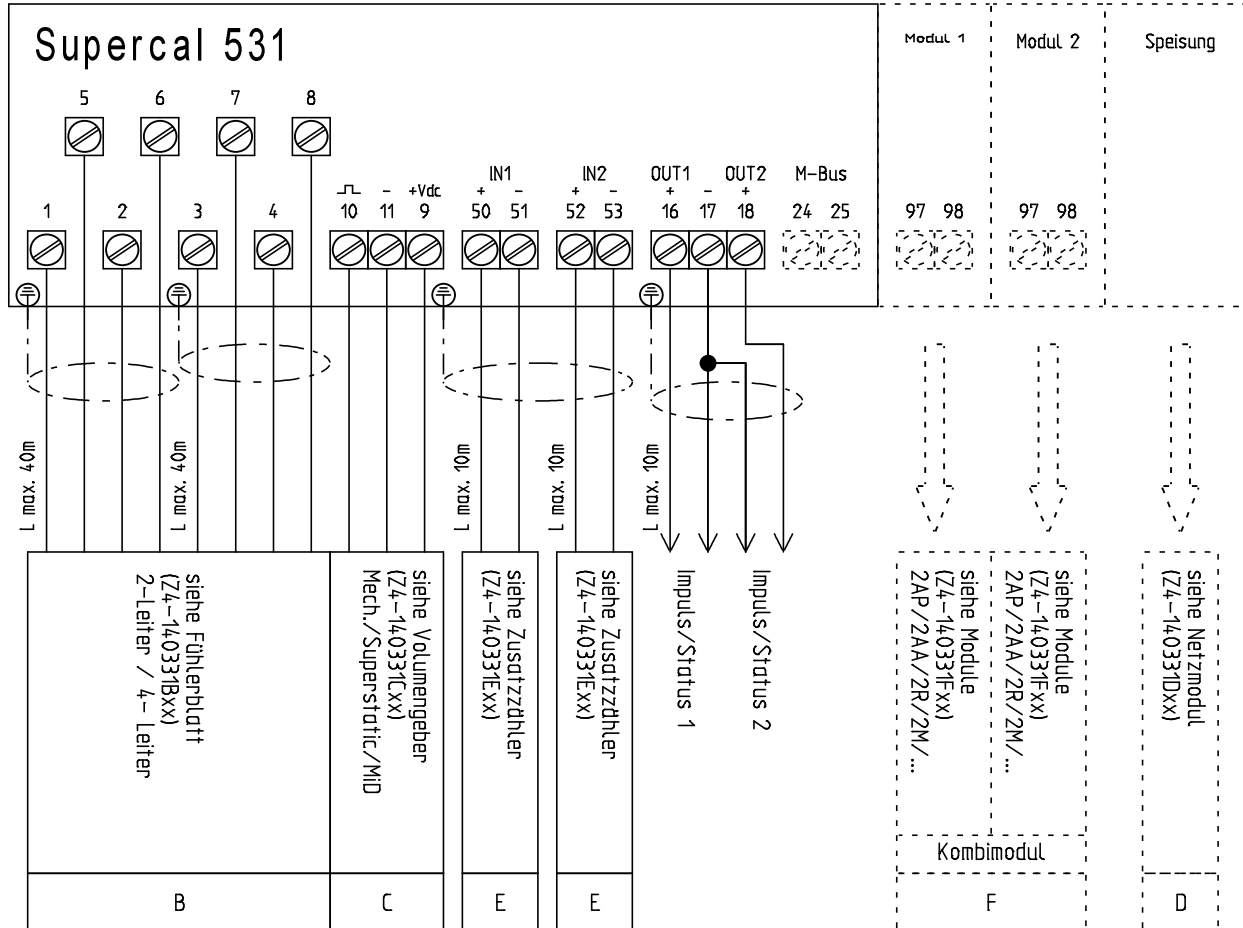 Supercal 531
Modul 1
Modul 2
Speisung
5 6 7 8
IN1 IN2 OUT1 OUT2 M-Bus
- +Vdc + - + - + - +
1 2 3 4 10 11 9 50 51 52 53 16 17 18 24 25 97 98 97 98
L max. 40m
L max. 40m
L max. 10m
L max. 10m
L max. 10m
siehe Fühlerblatt
(Z4-140331Bxx)
2-Leiter / 4- Leiter
siehe Volumengeber
(Z4-140331Cxx)
Mech./Superstatic/MID
siehe Zusatzzähler
(Z4-140331Exx)
siehe Zusatzzähler
(Z4-140331Exx)
Impuls/Status 1
Impuls/Status 2
siehe Module
(Z4-140331Fxx)
2AP/2AA/2R/2M/...
siehe Module
(Z4-140331Fxx)
2AP/2AA/2R/2M/...
siehe Netzmodul
(Z4-140331Dxx)
Kombimodul
B C E E F D